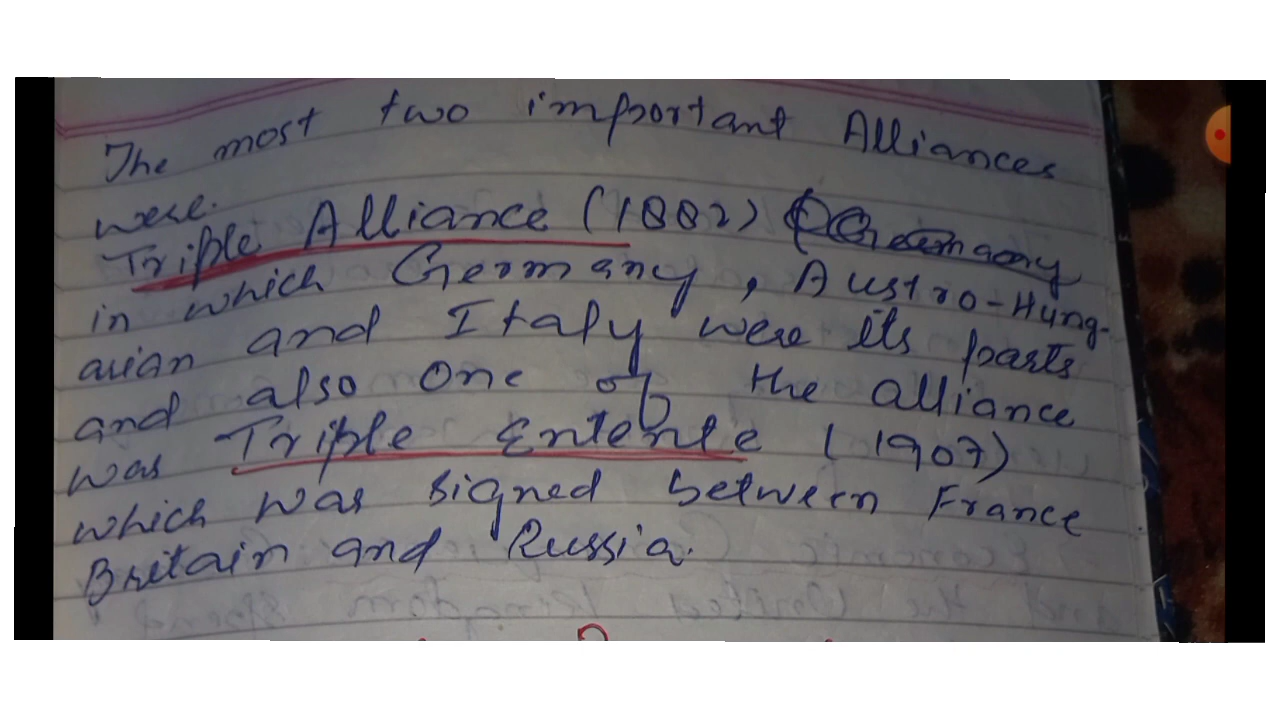 The most two important Alliances
were.
Triple Alliance (1882)
in which Germany, Austro-Hung-
arian and Italy were its parts
and also One of the alliance
was Triple Entente (1907)
which was signed between France
Britain and Russia.